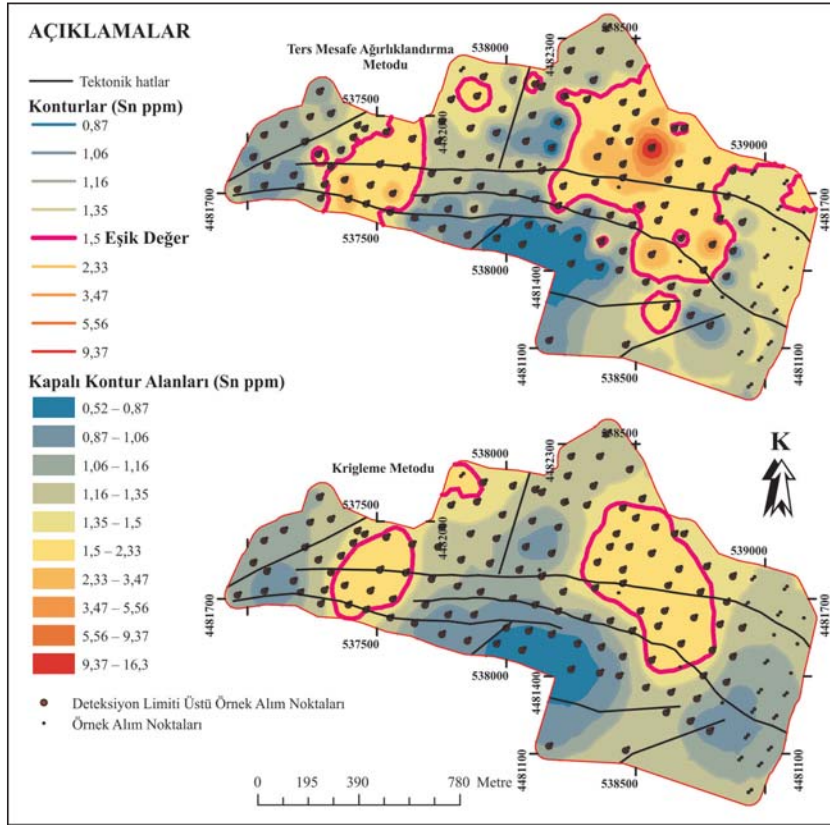 AÇIKLAMALAR
Tektonik hatlar
Konturlar (Sn ppm)
0,87
1,06
1,16
1,35
1,5 Eşik Değer
2,33
3,47
5,56
9,37
Kapalı Kontur Alanları (Sn ppm)
0,52 – 0,87
0,87 – 1,06
1,06 – 1,16
1,16 – 1,35
1,35 – 1,5
1,5 – 2,33
2,33 – 3,47
3,47 – 5,56
5,56 – 9,37
9,37 – 16,3
Deteksiyon Limiti Üstü Örnek Alım Noktaları
Örnek Alım Noktaları
Ters Mesafe Ağırlıklandırma
Metodu
538000
4482300
538500
537500
4482000
539000
4481700
4481700
537500
538000
4481400
4481400
4481100
4481100
538500
Krigleme Metodu
538000
4482300
538500
K
537500
4482000
539000
4481700
4481700
537500
538000
4481400
4481400
4481100
4481100
538500
0 195 390 780 Metre